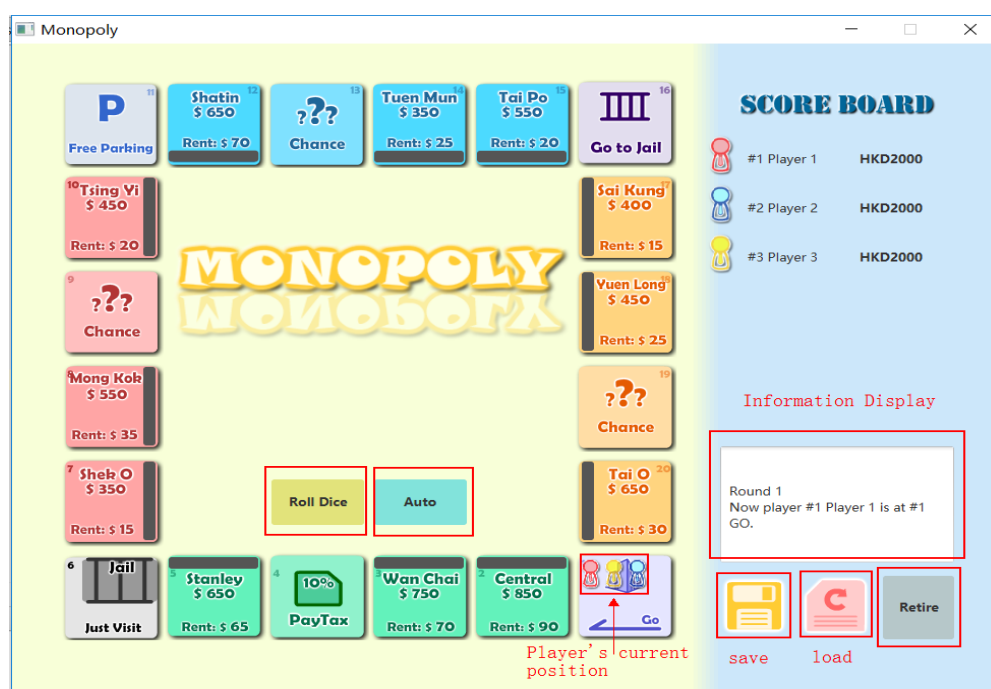 Monopoly
11
P
Free Parking
12
Shatin
$ 650
Rent: $ 70
13
???
Chance
14
Tuen Mun
$ 350
Rent: $ 25
15
Tai Po
$ 550
Rent: $ 20
16
Go to Jail
SCORE BOARD
#1 Player 1 HKD2000
#2 Player 2 HKD2000
#3 Player 3 HKD2000
10
Tsing Yi
$ 450
Rent: $ 20
17
Sai Kung
$ 400
Rent: $ 15
MONOPOLY
9
???
Chance
18
Yuen Long
$ 450
Rent: $ 25
8
Mong Kok
$ 550
Rent: $ 35
19
???
Chance
Information Display
7
Shek O
$ 350
Rent: $ 15
Roll Dice
Auto
20
Tai O
$ 650
Rent: $ 30
Round 1
Now player #1 Player 1 is at #1
GO.
6
Jail
Just Visit
5
Stanley
$ 650
Rent: $ 65
4
10%
PayTax
3
Wan Chai
$ 750
Rent: $ 70
2
Central
$ 850
Rent: $ 90
Go
C
Retire
Player's current
position
save
load